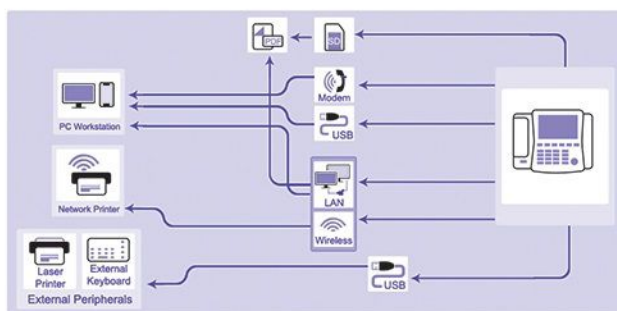 PDF
SD
Modem
PC Workstation
USB
LAN
Network Printer
Wireless
Laser
Printer
External
Keyboard
USB
External Peripherals